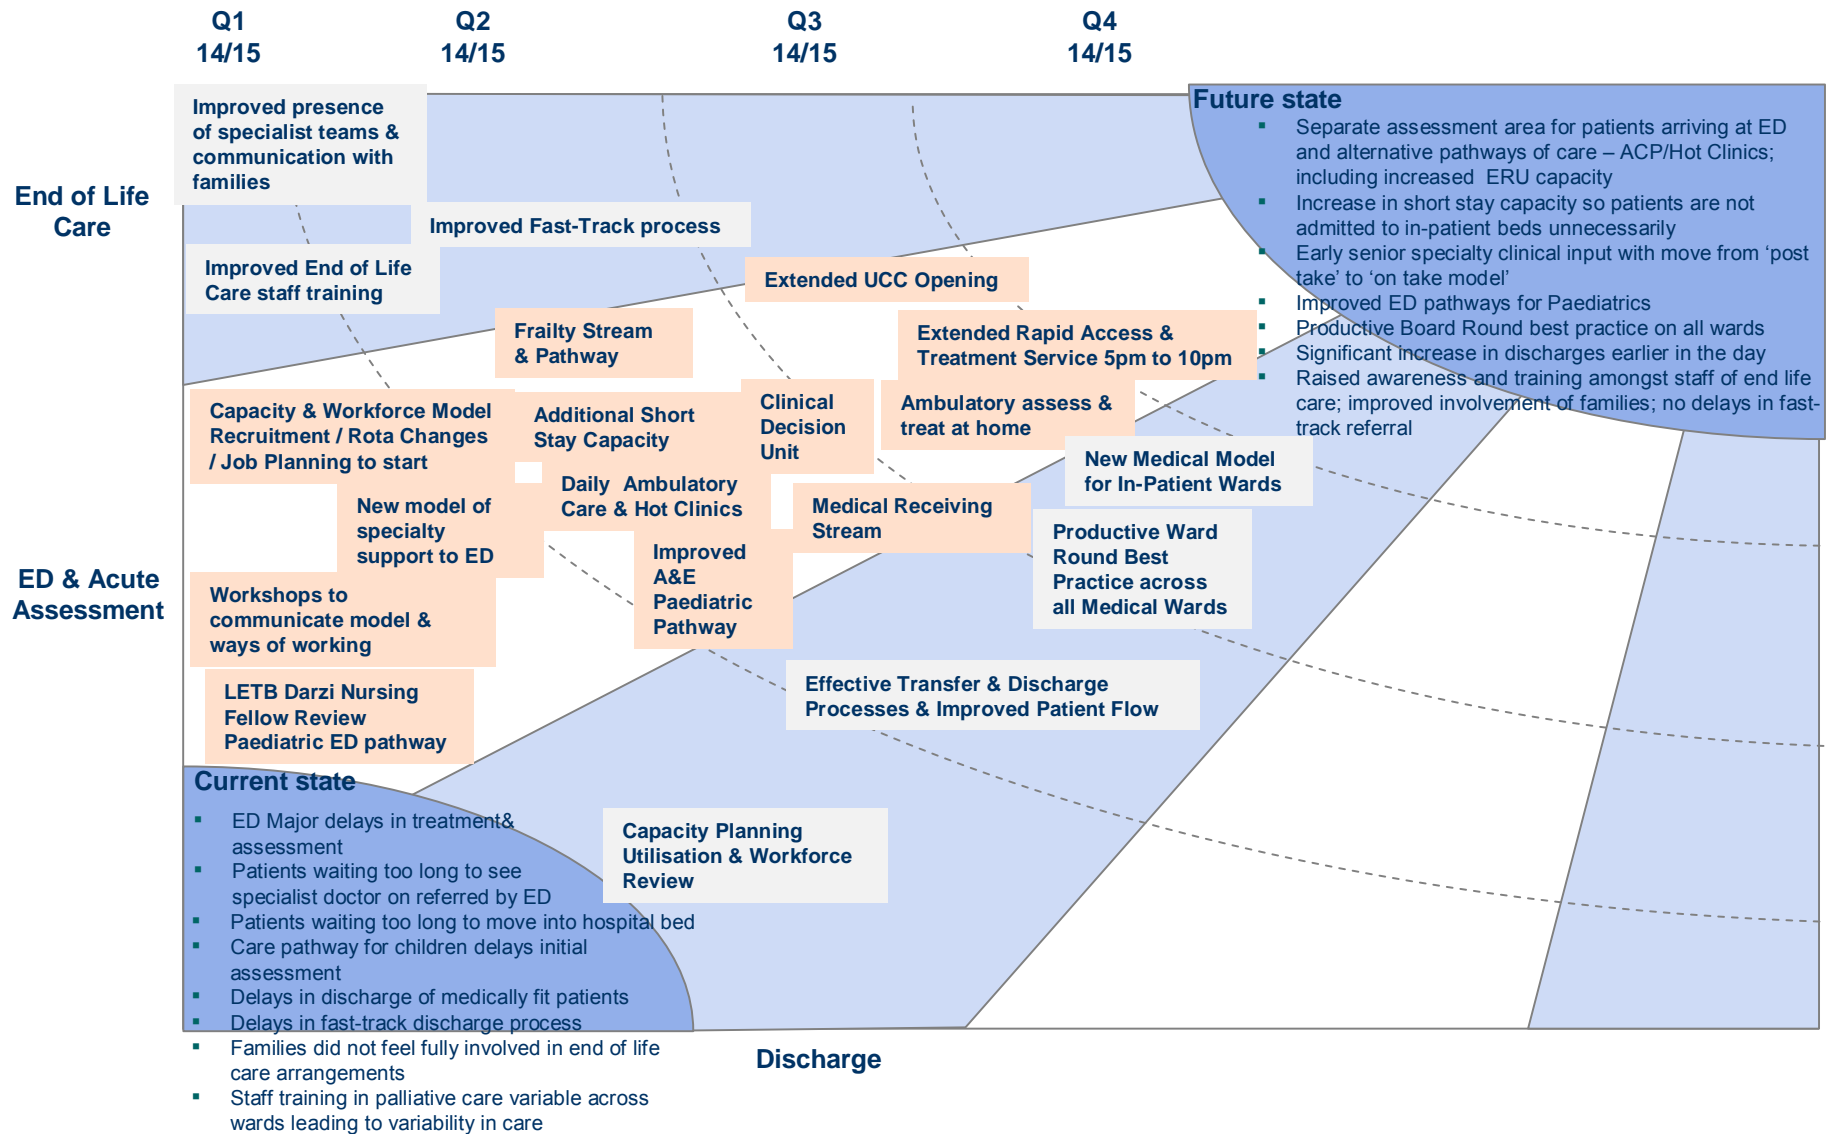 Q1
14/15
Q2
14/15
Q3
14/15
Q4
14/15
End of Life
Care
Improved presence
of specialist teams &
communication with
families
Improved Fast-Track process
Improved End of Life
Care staff training
Extended UCC Opening
Frailty Stream
& Pathway
Extended Rapid Access &
Treatment Service 5pm to 10pm
Future state
▪ Separate assessment area for patients arriving at ED
and alternative pathways of care – ACP/Hot Clinics;
including increased ERU capacity
▪ Increase in short stay capacity so patients are not
admitted to in-patient beds unnecessarily
▪ Early senior specialty clinical input with move from ‘post
take’ to ‘on take model’
▪ Improved ED pathways for Paediatrics
▪ Productive Board Round best practice on all wards
▪ Significant increase in discharges earlier in the day
▪ Raised awareness and training amongst staff of end life
care; improved involvement of families; no delays in fast-
track referral
ED & Acute
Assessment
Capacity & Workforce Model
Recruitment / Rota Changes
/ Job Planning to start
Additional Short
Stay Capacity
Clinical
Decision
Unit
Ambulatory assess &
treat at home
New model of
specialty
support to ED
Daily Ambulatory
Care & Hot Clinics
Medical Receiving
Stream
New Medical Model
for In-Patient Wards
Improved
A&E
Paediatric
Pathway
Productive Ward
Round Best
Practice across
all Medical Wards
Workshops to
communicate model &
ways of working
LETB Darzi Nursing
Fellow Review
Paediatric ED pathway
Effective Transfer & Discharge
Processes & Improved Patient Flow
Capacity Planning
Utilisation & Workforce
Review
Current state
▪ ED Major delays in treatment&
assessment
▪ Patients waiting too long to see
specialist doctor on referred by ED
▪ Patients waiting too long to move into hospital bed
▪ Care pathway for children delays initial
assessment
▪ Delays in discharge of medically fit patients
▪ Delays in fast-track discharge process
▪ Families did not feel fully involved in end of life
care arrangements
▪ Staff training in palliative care variable across
wards leading to variability in care
Discharge